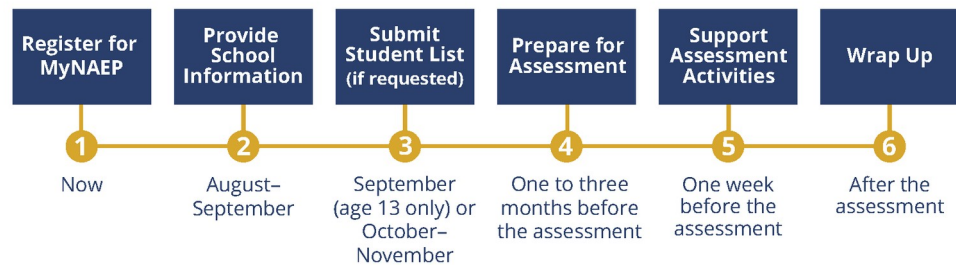 Register for
MyNAEP
Provide
School
Information
Submit
Student List
(if requested)
Prepare for
Assessment
Support
Assessment
Activities
Wrap Up
1
2
3
4
5
6
Now
August–
September
September
(age 13 only) or
October–
November
One to three
months before
the assessment
One week
before the
assessment
After the
assessment